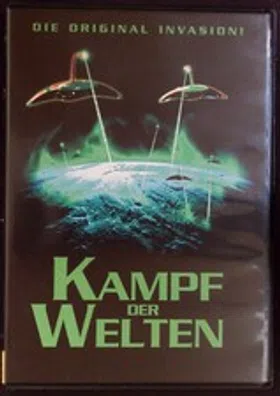 DIE ORIGINAL INVASION!
KAMPF
DER
WELTEN